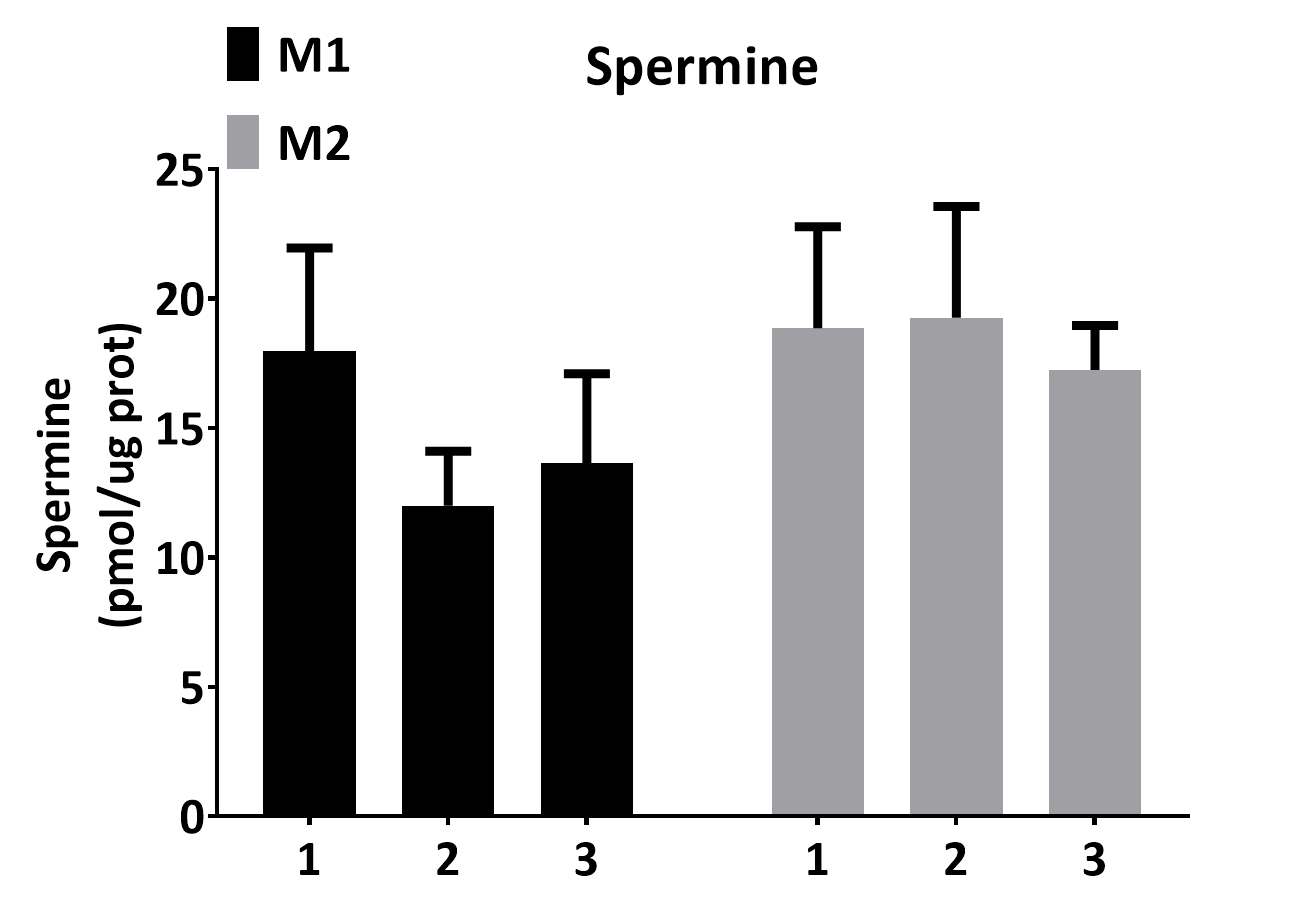 M1
M2
Spermine
Spermine
(pmol/ug prot)
25
20
15
10
5
0
1 2 3 1 2 3